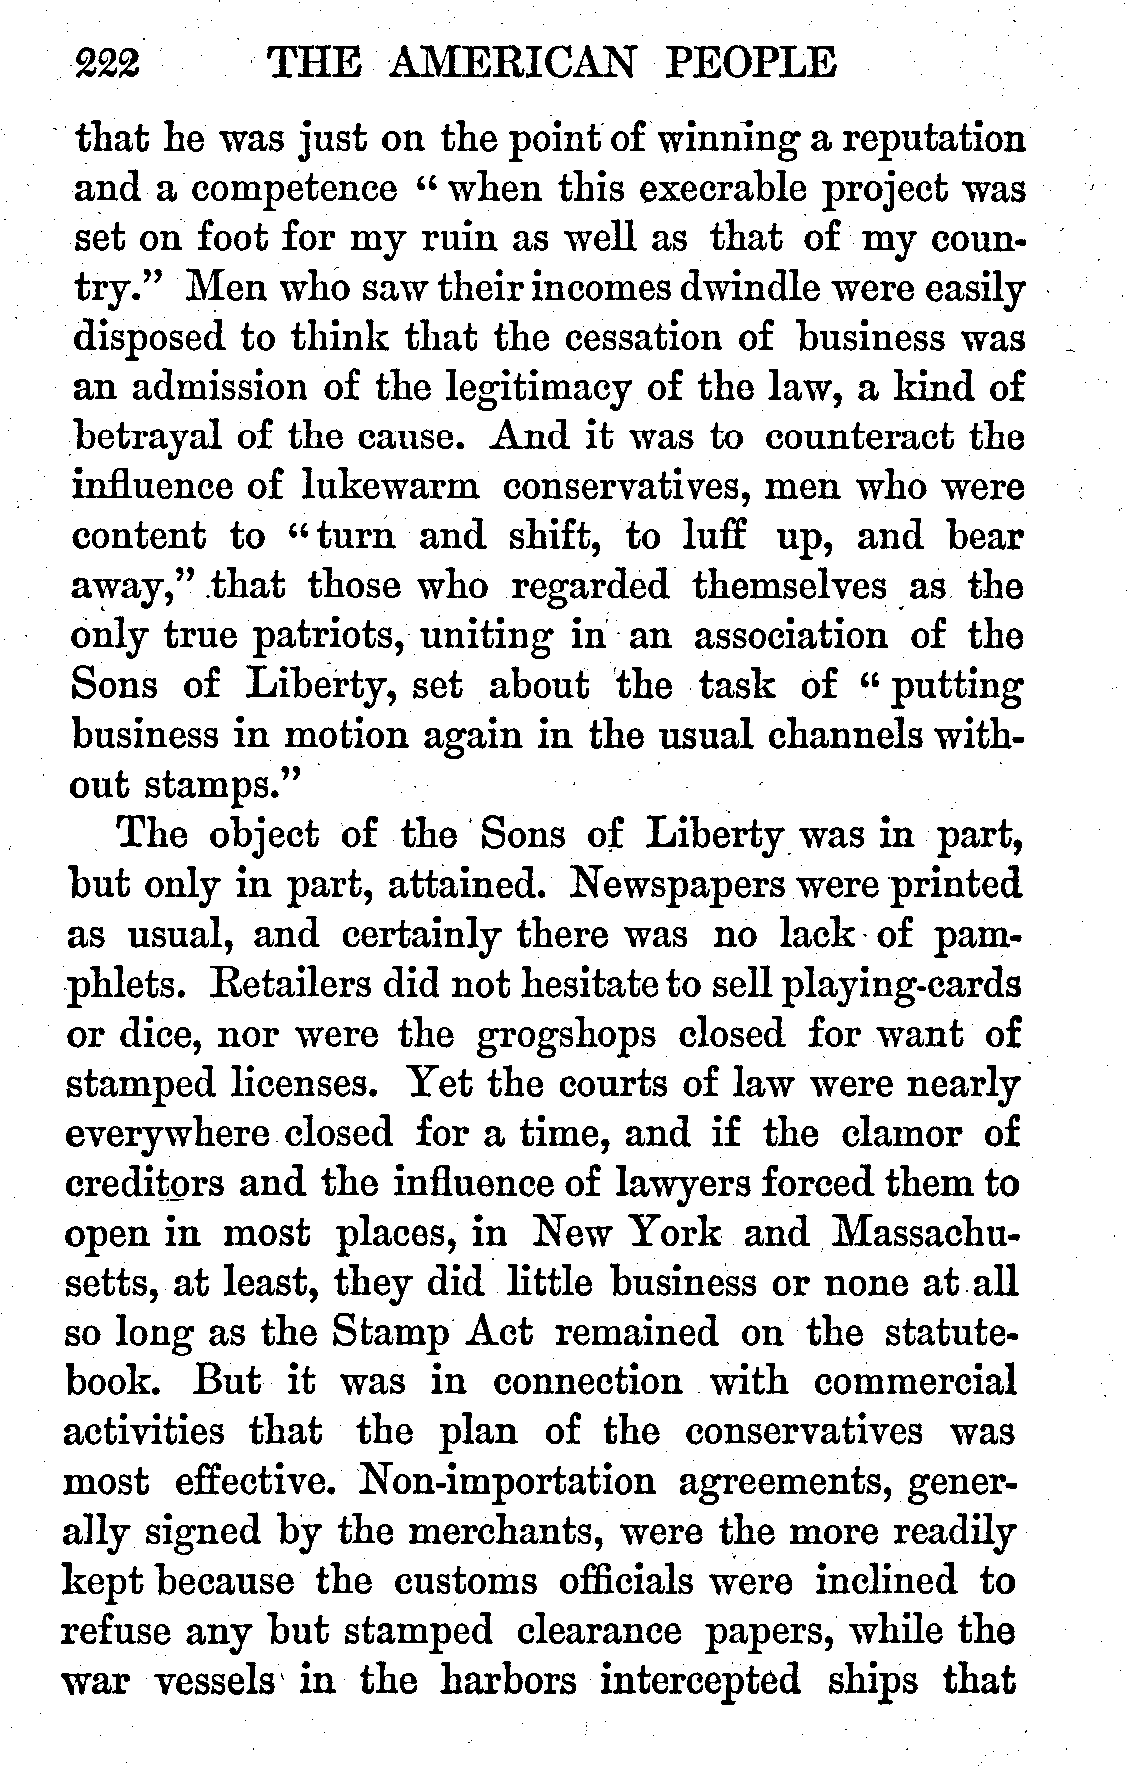 222 THE AMERICAN PEOPLE
that he was just on the point of winning a reputation
and a competence “ when this execrable project was
set on foot for my ruin as well as that of my coun-
try.” Men who saw their incomes dwindle were easily
disposed to think that the cessation of business was
an admission of the legitimacy of the law, a kind of
betrayal of the cause. And it was to counteract the
influence of lukewarm conservatives, men who were
content to “ turn and shift, to luff up, and bear
away,” that those who regarded themselves as the
only true patriots, uniting in an association of the
Sons of Liberty, set about the task of “ putting
business in motion again in the usual channels with-
out stamps.”
The object of the Sons of Liberty was in part,
but only in part, attained. Newspapers were printed
as usual, and certainly there was no lack of pam-
phlets. Retailers did not hesitate to sell playing-cards
or dice, nor were the grogshops closed for want of
stamped licenses. Yet the courts of law were nearly
everywhere closed for a time, and if the clamor of
creditors and the influence of lawyers forced them to
open in most places, in New York and Massachu-
setts, at least, they did little business or none at all
so long as the Stamp Act remained on the statute-
book. But it was in connection with commercial
activities that the plan of the conservatives was
most effective. Non-importation agreements, gener-
ally signed by the merchants, were the more readily
kept because the customs officials were inclined to
refuse any but stamped clearance papers, while the
war vessels in the harbors intercepted ships that